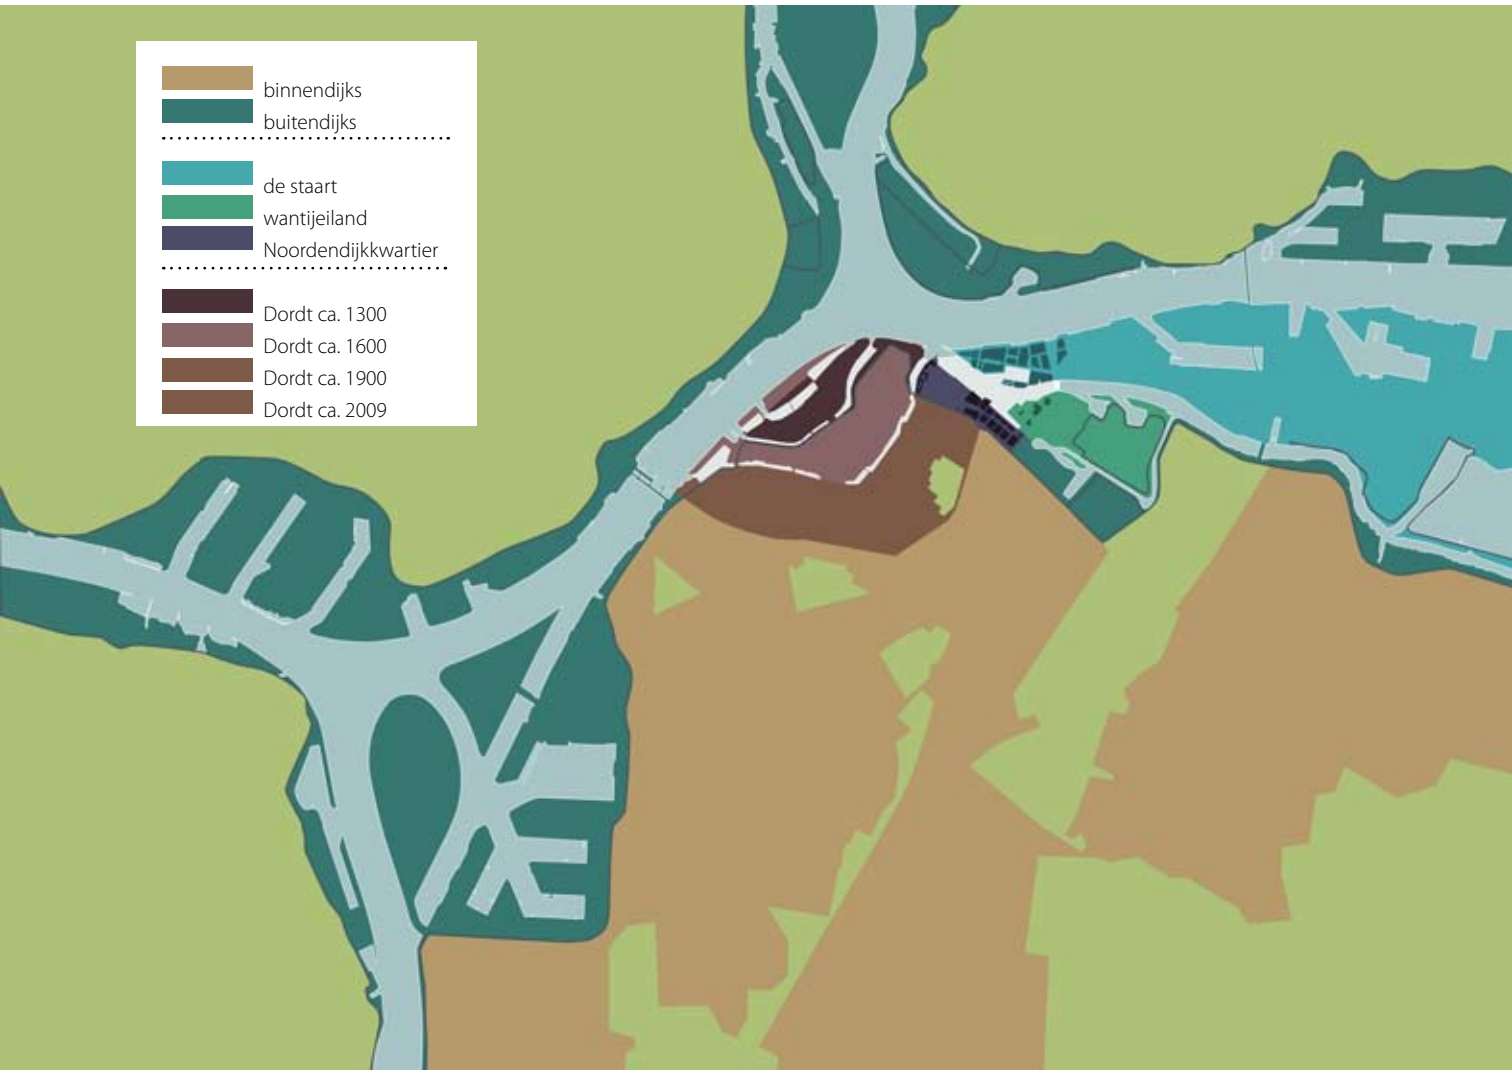 binnendijks
buitendijks
de staart
wantijeiland
Noordendijkkwartier
Dordt ca. 1300
Dordt ca. 1600
Dordt ca. 1900
Dordt ca. 2009